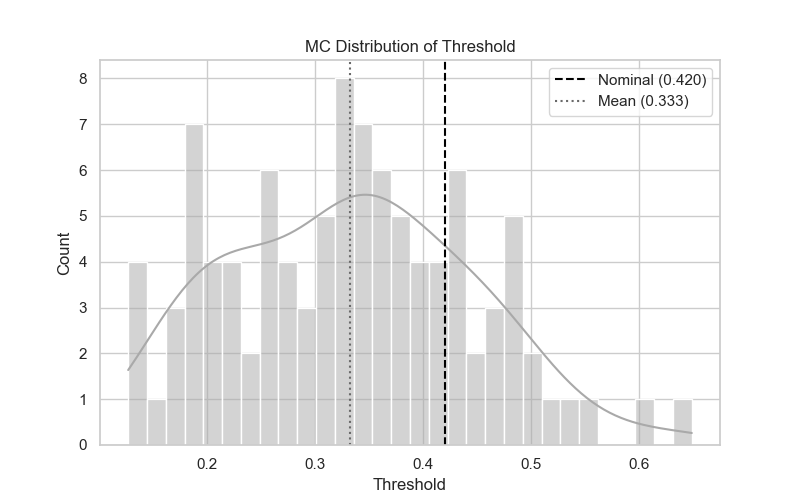 MC Distribution of Threshold
Nominal (0.420)
Mean (0.333)
Count
8
7
6
5
4
3
2
1
0
0.2 0.3 0.4 0.5 0.6
Threshold